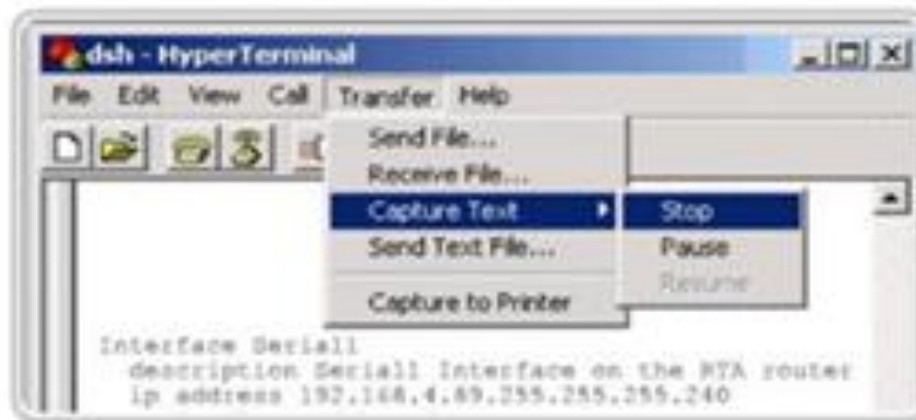 dsh - HyperTerminal
File Edit View Call Transfer Help
Send File...
Receive File...
Capture Text
Stop
Send Text File...
Pause
Resume
Capture to Printer
Interface Serial1
description Serial1 Interface on the RTA router
ip address 192.168.4.89.255.255.255.240